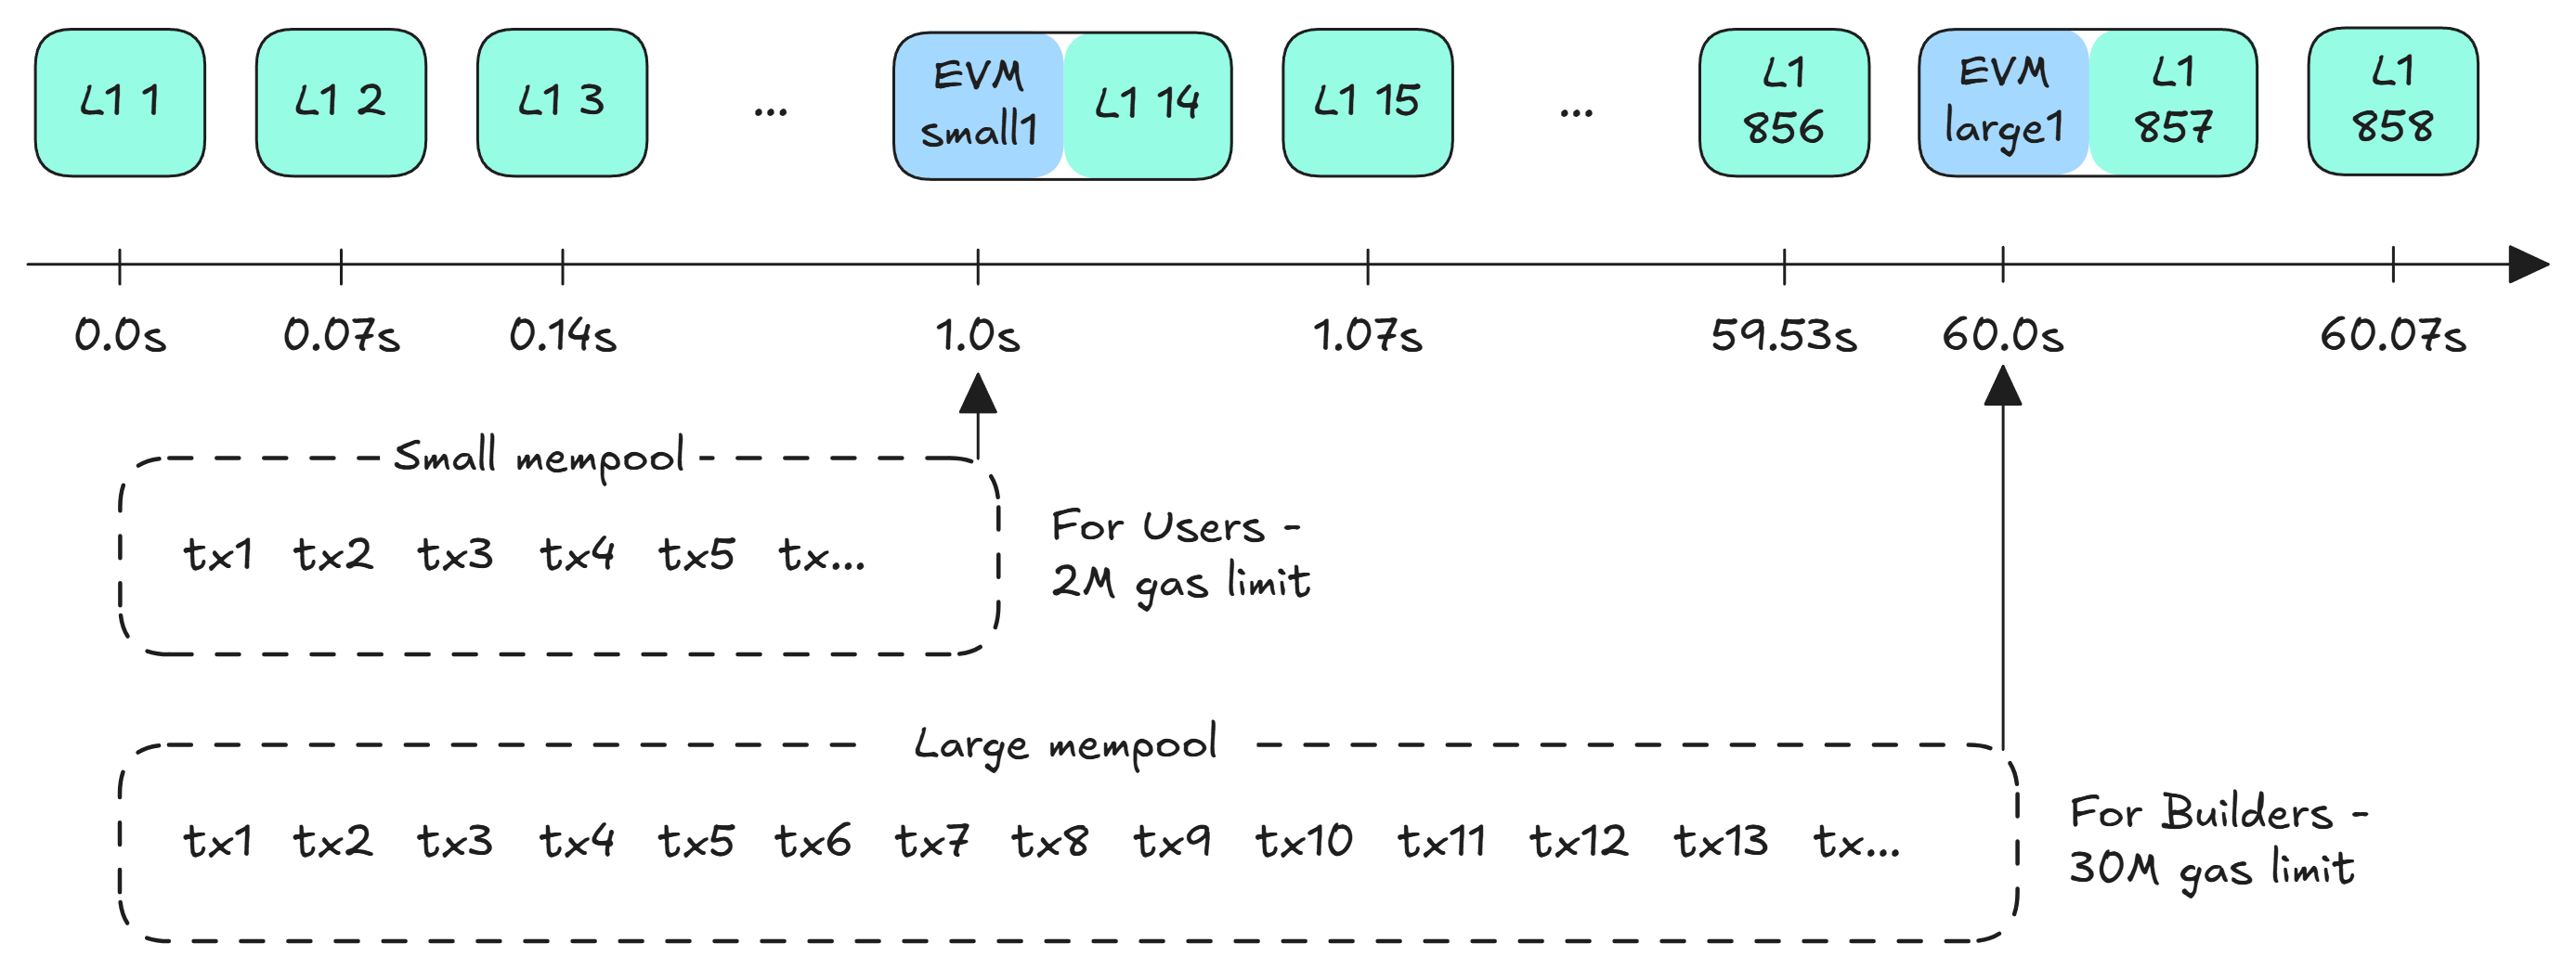 L1 1
L1 2
L1 3
...
EVM
small1
L1 14
L1 15
...
L1
856
EVM
large1
L1
857
L1
858
0.0s
0.07s
0.14s
1.0s
1.07s
59.53s
60.0s
60.07s
Small mempool
tx1 tx2 tx3 tx4 tx5 tx...
For Users -
2M gas limit
Large mempool
tx1 tx2 tx3 tx4 tx5 tx6 tx7 tx8 tx9 tx10 tx11 tx12 tx13 tx...
For Builders -
30M gas limit